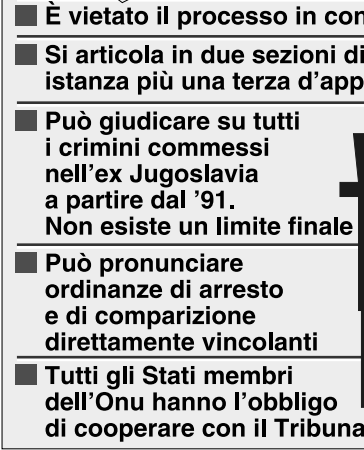 È vietato il processo in con
Si articola in due sezioni di
istanza più una terza d'app
Può giudicare su tutti
i crimini commessi
nell'ex Jugoslavia
a partire dal '91.
Non esiste un limite finale
Può pronunciare
ordinanze di arresto
e di comparizione
direttamente vincolanti
Tutti gli Stati membri
dell'Onu hanno l'obbligo
di cooperare con il Tribuna